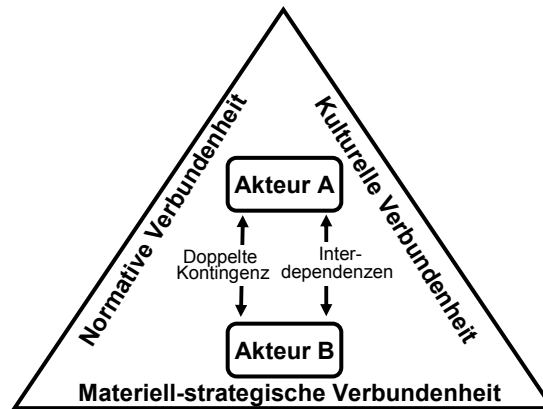 Normative Verbundenheit
Kulturelle Verbundenheit
Akteur A
Doppelte
Kontingenz
Inter-
dependenzen
Akteur B
Materiell-strategische Verbundenheit